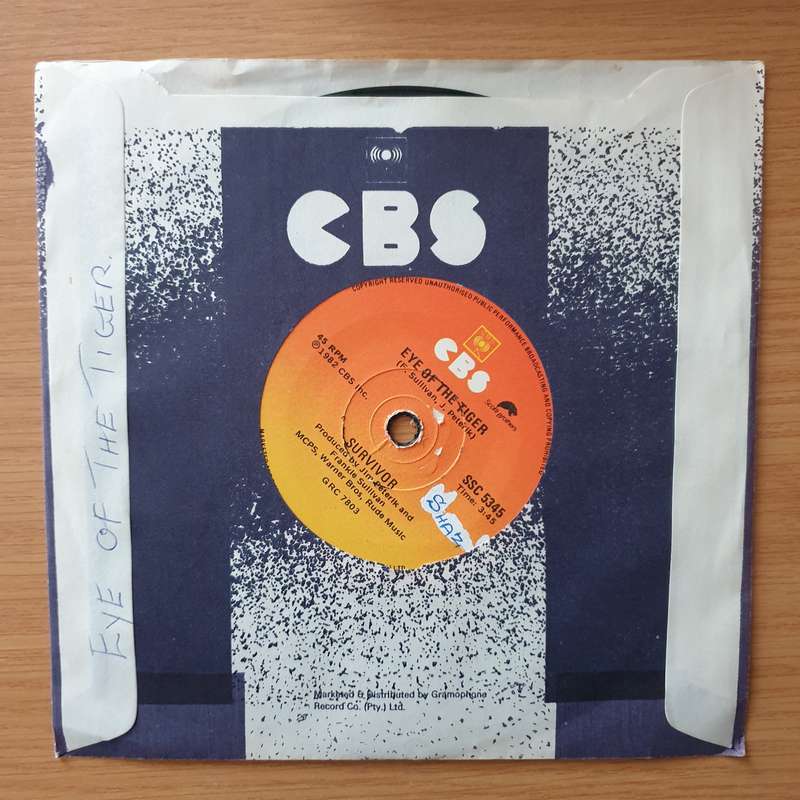 CBS
COPYRIGHT RESERVED UNAUTHORISED PUBLIC PERFORMANCE BROADCASTING AND COPYING PROHIBITED
45 RPM
℗1982 CBS Inc.
CBS
Scotti Brothers
EYE OF THE TIGER
(F. Sullivan, J. Peterik)
SSC 5345
Time: 3:45
SURVIVOR
Produced by Jim Peterik and
Frankie Sullivan
MCPS, Warner Bros, Rude Music
GRC 7803
SHAZ
EYE OF THE TIGER.
Marketed & Distributed by Gramophone
Record Co. (Pty.) Ltd.